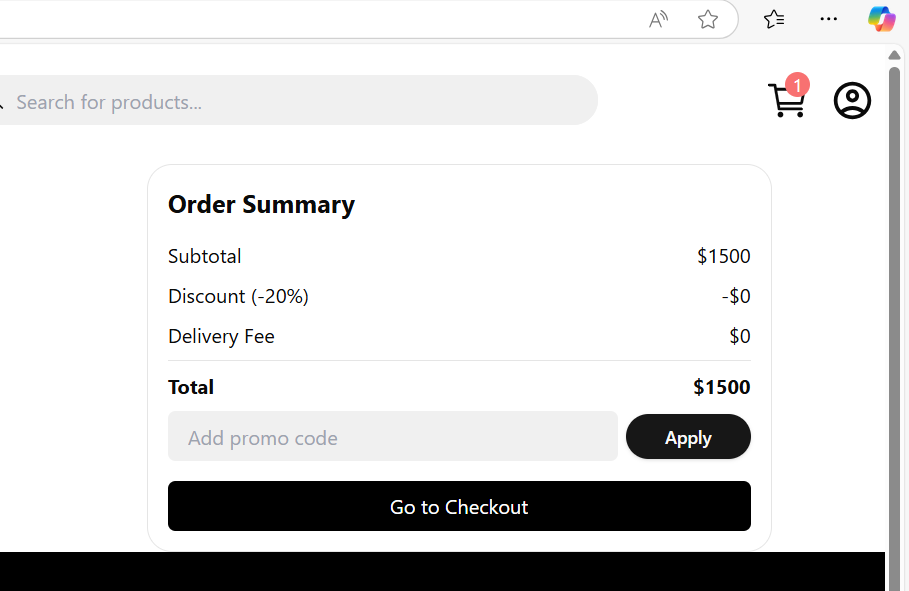 Search for products...
1
Order Summary
Subtotal $1500
Discount (-20%) -$0
Delivery Fee $0
Total $1500
Add promo code Apply
Go to Checkout